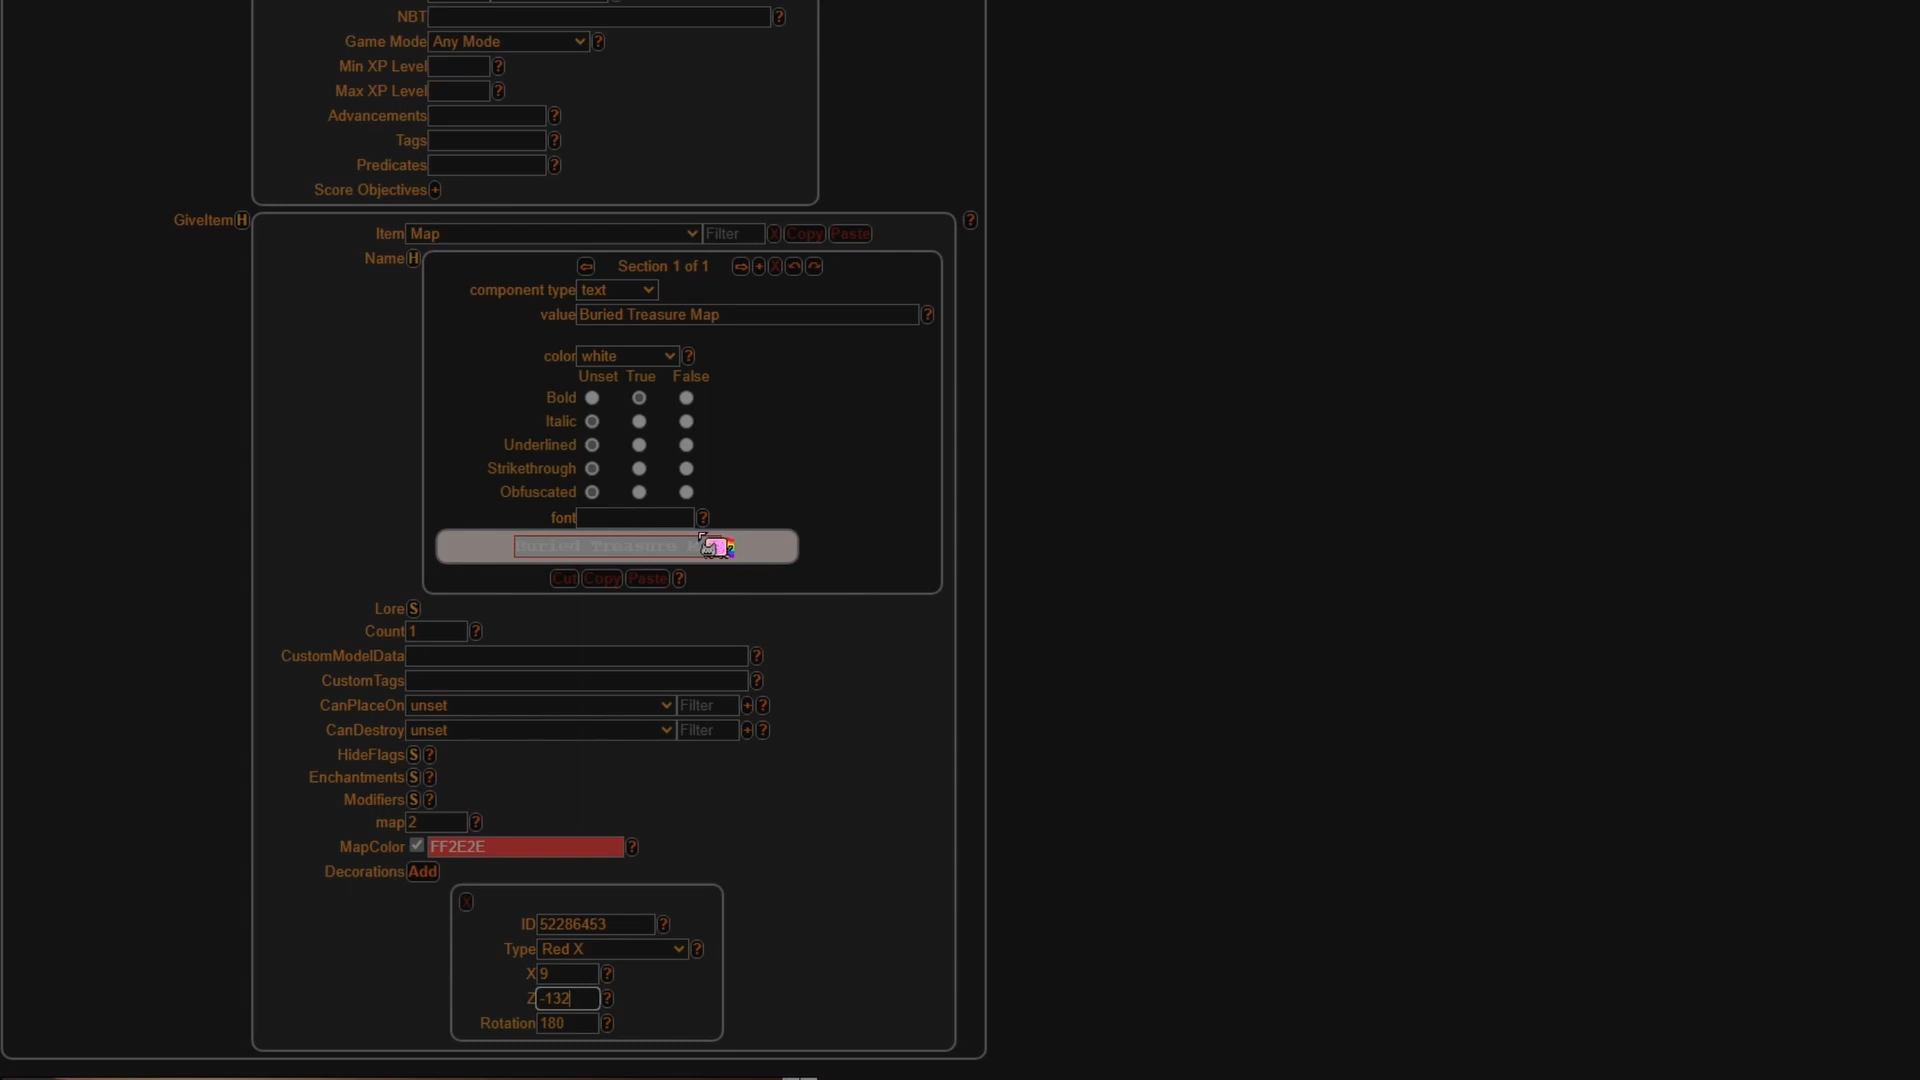 NBT ?
Game Mode Any Mode ?
Min XP Level ?
Max XP Level ?
Advancements ?
Tags ?
Predicates ?
Score Objectives +
GiveItem H ?
Item Map Filter X Copy Paste
Name H
Section 1 of 1 + X
component type text
value Buried Treasure Map ?
color white ?
Unset True False
Bold
Italic
Underlined
Strikethrough
Obfuscated
font ?
Buried Treasure
Cut Copy Paste ?
Lore S
Count 1 ?
CustomModelData ?
CustomTags ?
CanPlaceOn unset Filter + ?
CanDestroy unset Filter + ?
HideFlags S ?
Enchantments S ?
Modifiers S ?
map 2 ?
MapColor FF2E2E ?
Decorations Add
X
ID 52286453 ?
Type Red X ?
X 9 ?
Z -132 ?
Rotation 180 ?